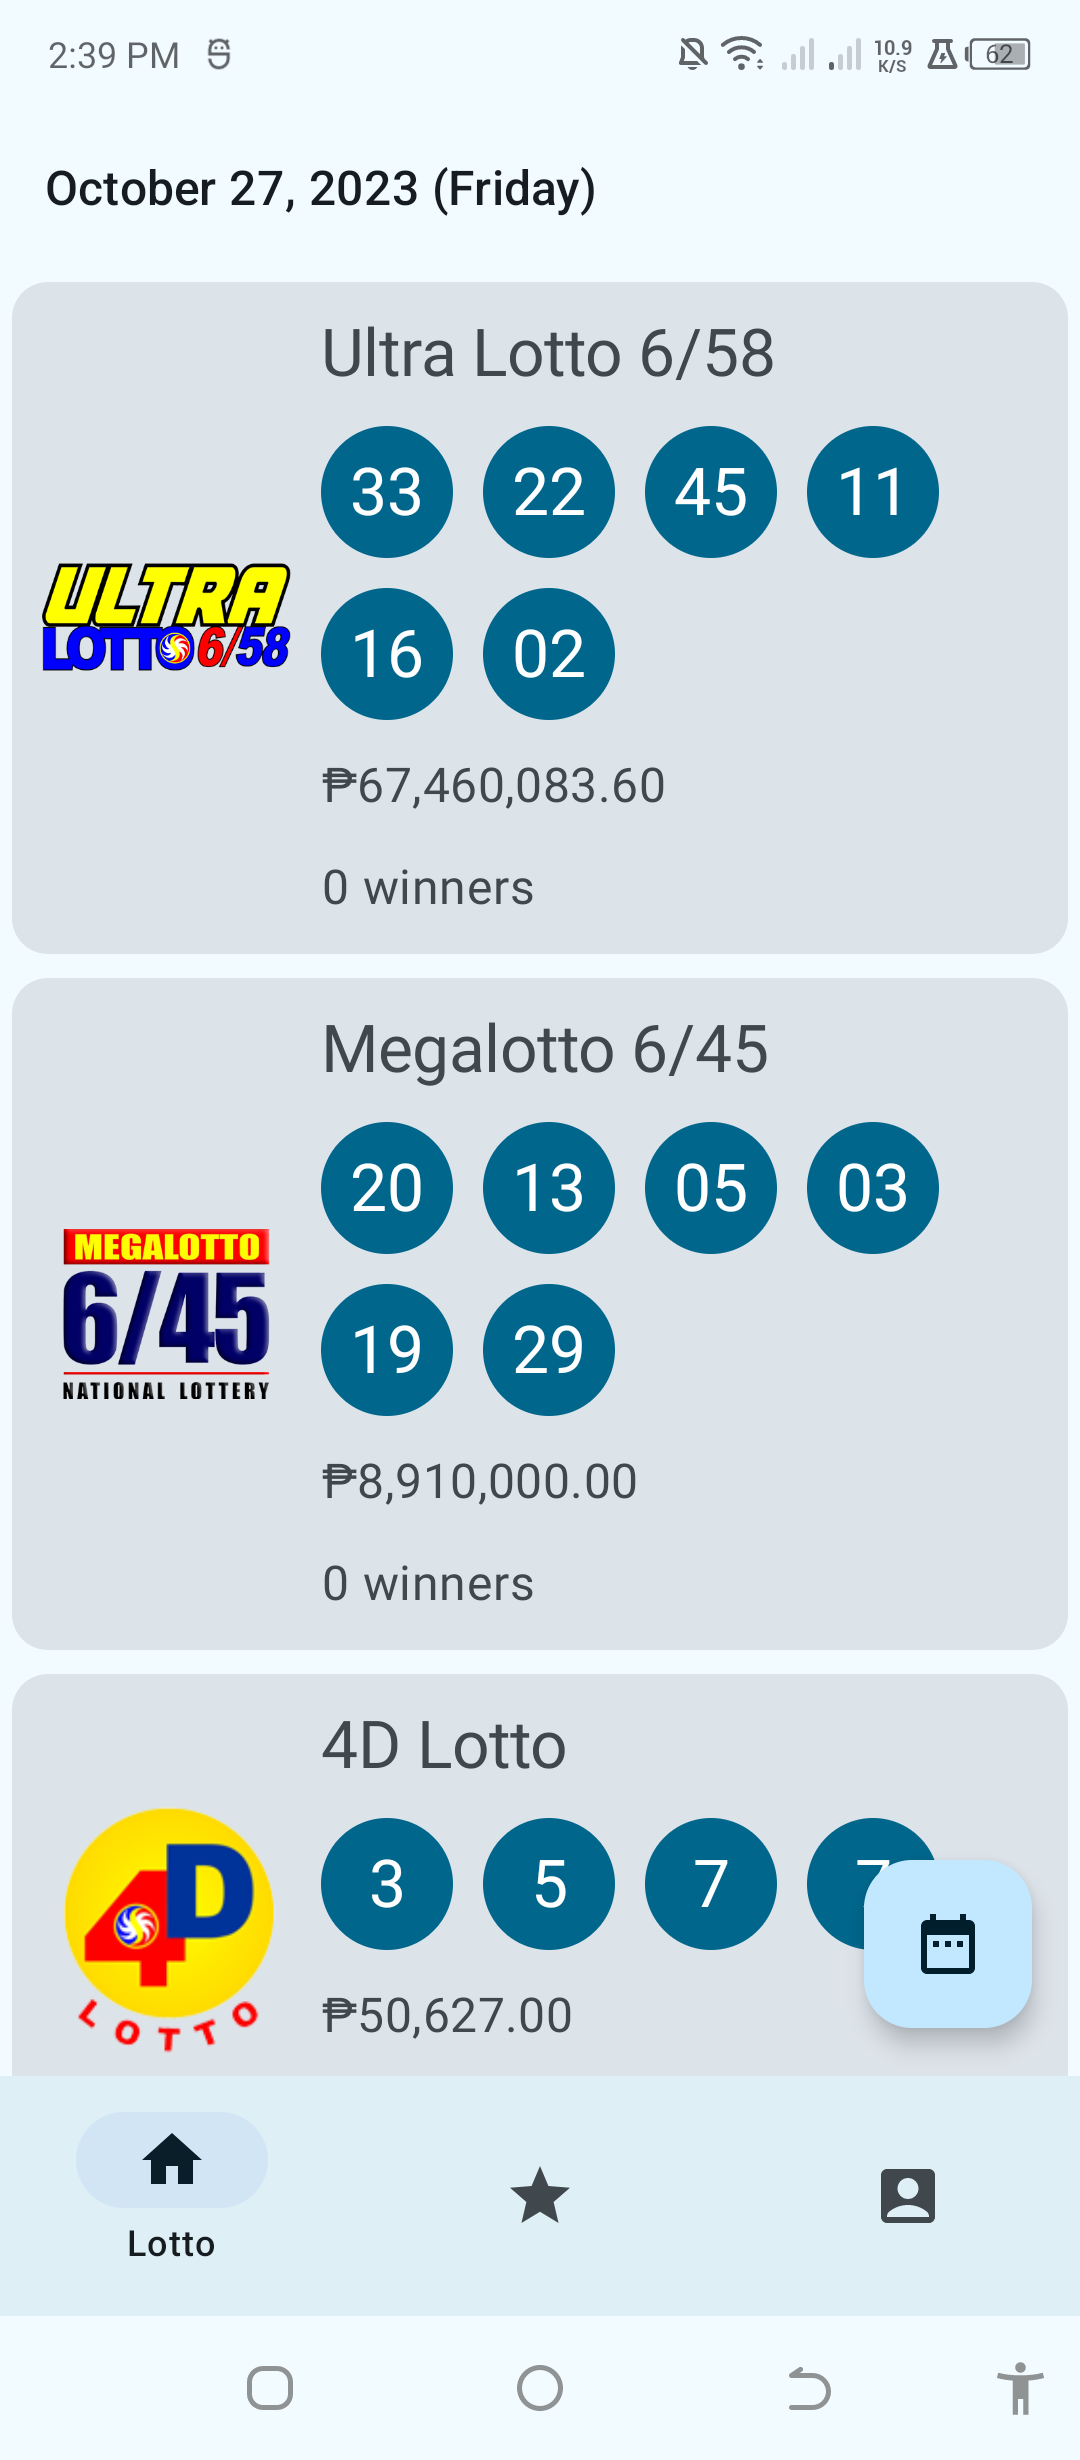 2:39 PM
10.9
K/S
62
October 27, 2023 (Friday)
Ultra Lotto 6/58
33 22 45 11
16 02
ULTRA
LOTTO 6/58
₱67,460,083.60
0 winners
Megalotto 6/45
20 13 05 03
19 29
MEGALOTTO
6/45
NATIONAL LOTTERY
₱8,910,000.00
0 winners
4D Lotto
3 5 7 7
4D
LOTTO
₱50,627.00
Lotto